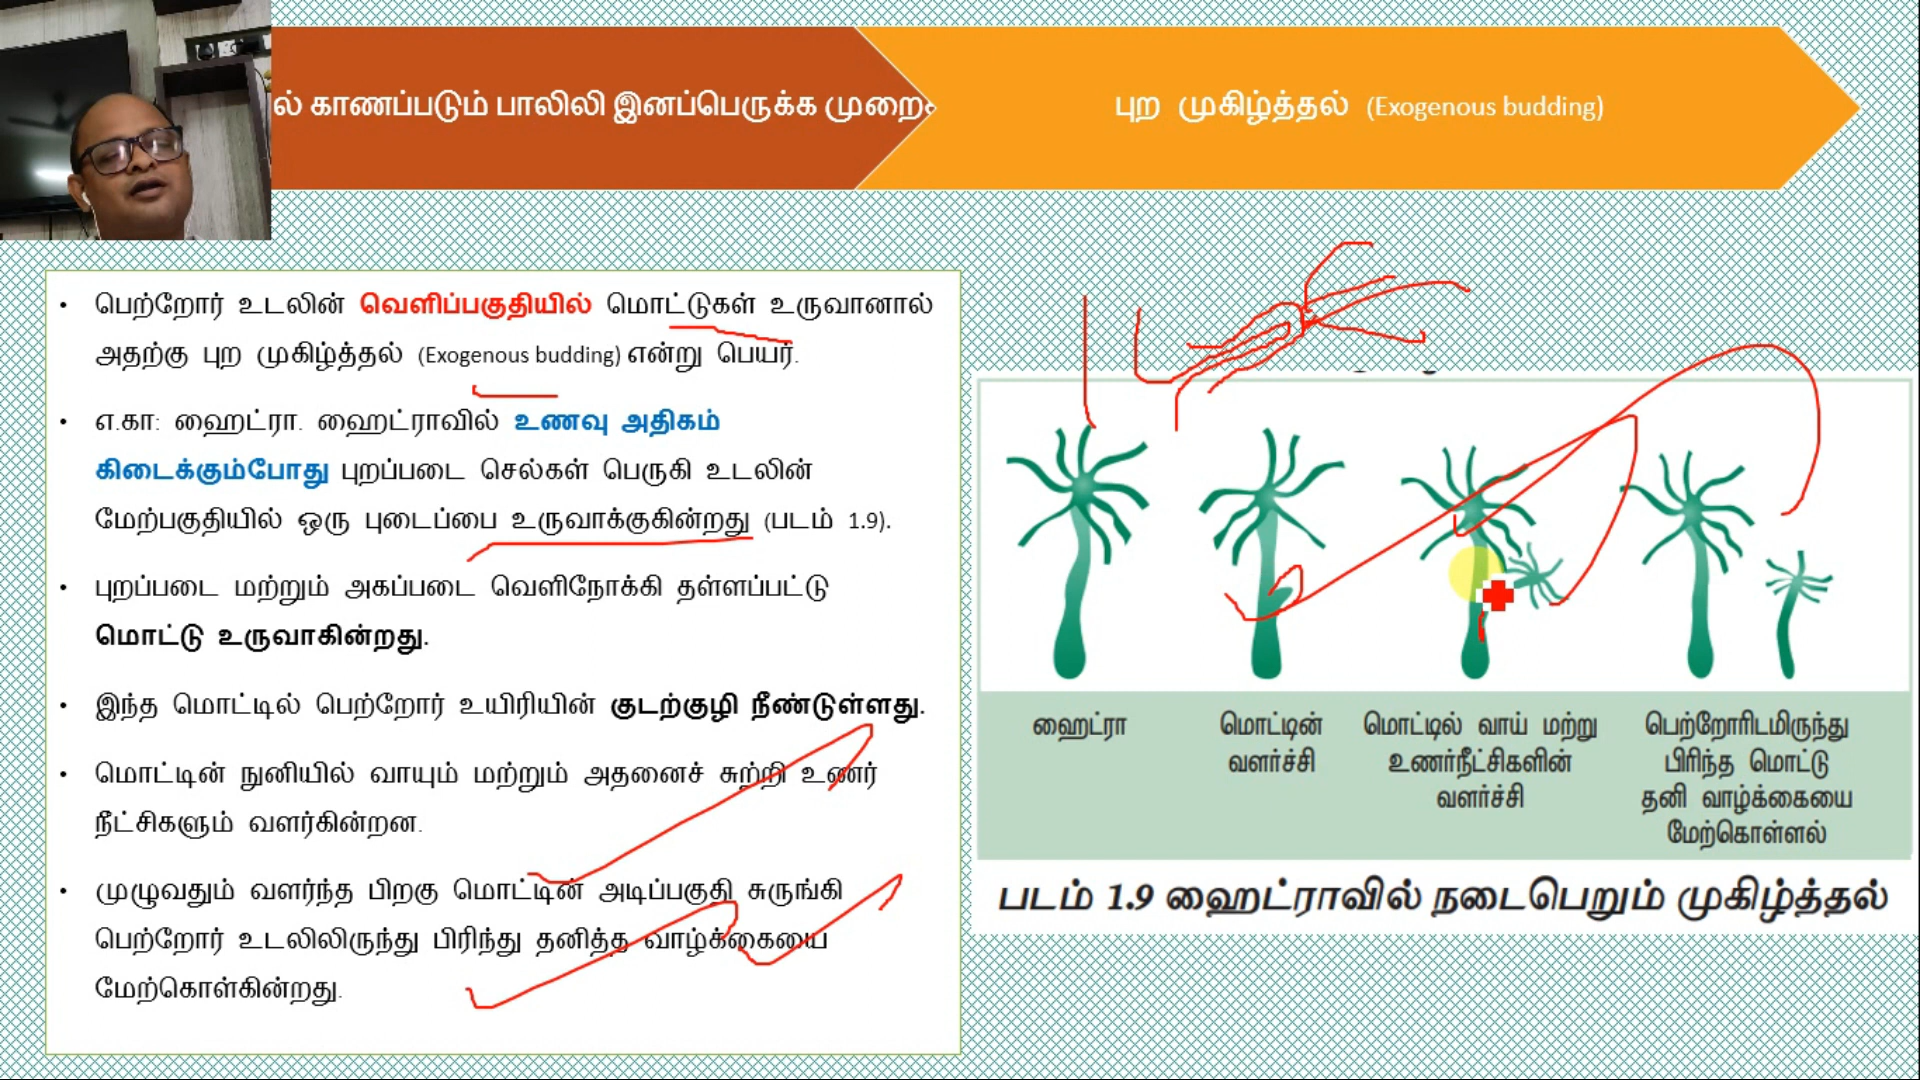 காணப்படும் பாலிலி இனப்பெருக்க
புற முகிழ்த்தல் (Exogenous budding)
• பெற்றோர் உடலின் வெளிப்பகுதியில் மொட்டுகள் உருவானால்
அதற்கு புற முகிழ்த்தல் (Exogenous budding) என்று பெயர்.
• எ.கா: ஹைட்ரா. ஹைட்ராவில் உணவு அதிகம்
கிடைக்கும்போது புறப்படை செல்கள் பெருகி உடலின்
மேற்பகுதியில் ஒரு புடைப்பை உருவாக்குகின்றது (படம் 1.9).
• புறப்படை மற்றும் அகப்படை வெளிநோக்கி தள்ளப்பட்டு
மொட்டு உருவாகின்றது.
• இந்த மொட்டில் பெற்றோர் உயிரியின் குடற்குழி நீண்டுள்ளது.
• மொட்டின் நுனியில் வாயும் மற்றும் அதனைச் சுற்றி உணர்
நீட்சிகளும் வளர்கின்றன.
• முழுவதும் வளர்ந்த பிறகு மொட்டின் அடிப்பகுதி சுருங்கி
பெற்றோர் உடலிலிருந்து பிரிந்து தனித்த வாழ்க்கையை
மேற்கொள்கின்றது.
ஹைட்ரா
மொட்டின்
வளர்ச்சி
மொட்டில் வாய் மற்று
உணர்நீட்சிகளின்
வளர்ச்சி
பெற்றோரிடமிருந்து
பிரிந்த மொட்டு
தனி வாழ்க்கையை
மேற்கொள்ளல்
படம் 1.9 ஹைட்ராவில் நடைபெறும் முகிழ்த்தல்